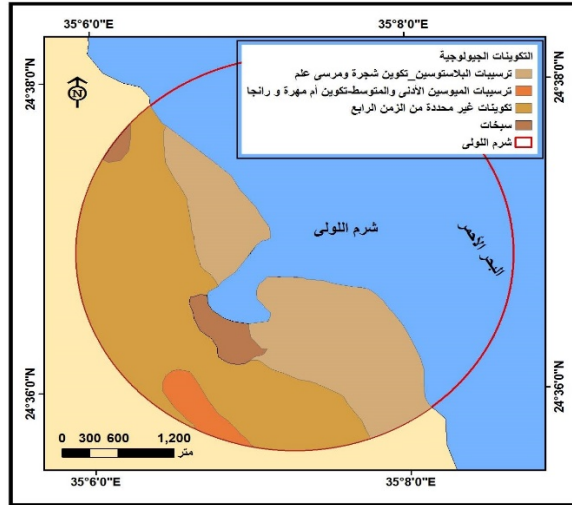 35°6'0"E
35°8'0"E
24°38'0"N
24°38'0"N
التكوينات الجيولوجية
ترسيبات البلاستوسين_تكوين شجرة ومرسى علم
ترسيبات الميوسين الأدنى والمتوسط-تكوين أم مهرة و رانجا
تكوينات غير محددة من الزمن الرابع
سبخات
شرم اللولى
N
شرم اللولي
البحر الأحمر
24°36'0"N
24°36'0"N
0 300 600 1,200
متر
35°6'0"E
35°8'0"E